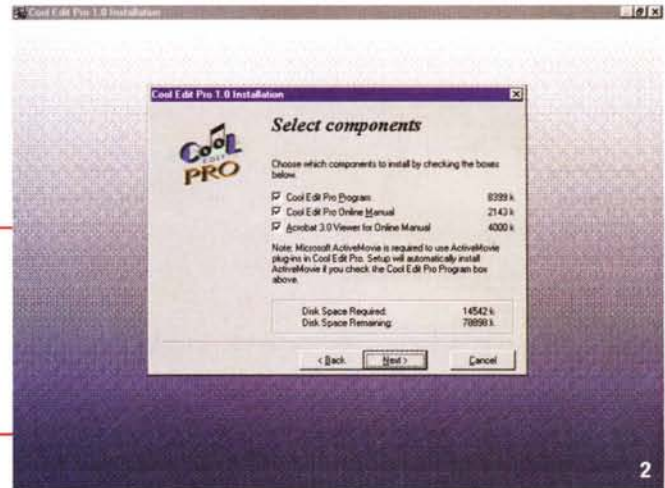 Cool Edit Pro 1.0 Installation
Cool Edit Pro 1.0 Installation
COOL
EDIT
PRO
Select components
Choose which components to install by checking the boxes
below.
Cool Edit Pro Program 8399 k
Cool Edit Pro Online Manual 2143 k
Acrobat 3.0 Viewer for Online Manual 4000 k
Note: Microsoft ActiveMovie is required to use ActiveMovie
plug-ins in Cool Edit Pro. Setup will automatically install
ActiveMovie if you check the Cool Edit Pro Program box
above.
Disk Space Required: 14542 k
Disk Space Remaining: 78898 k
< Back Next > Cancel
2